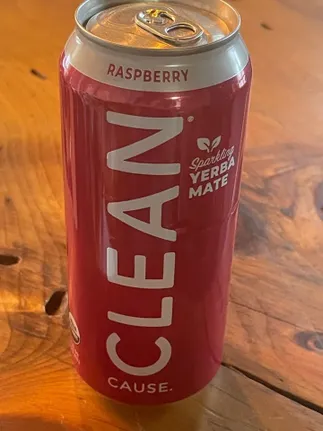 RASPBERRY
CLEAN
CAUSE.
Sparkling
YERBA
MATE